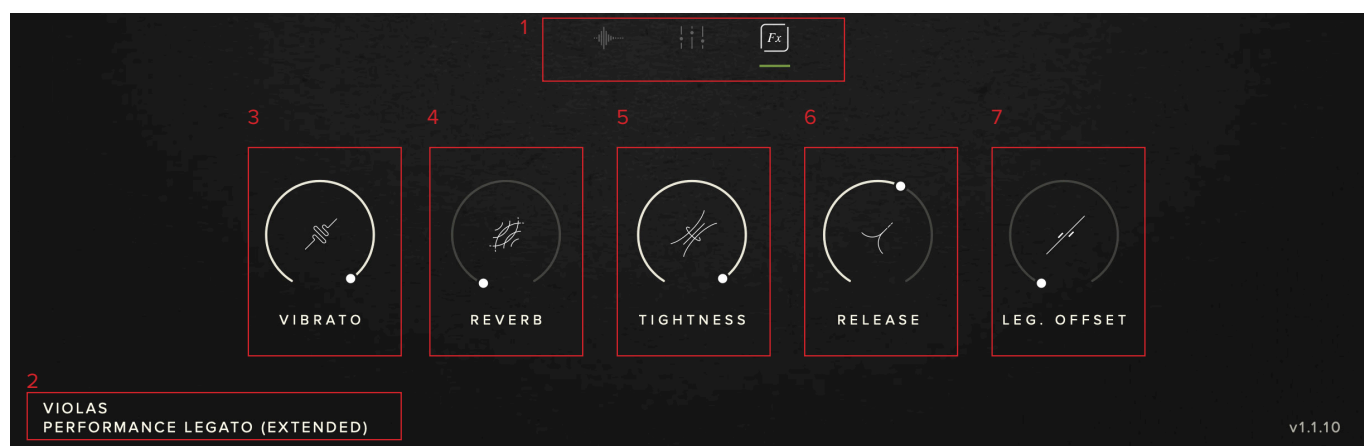 1
Fx
3
4
5
6
7
VIBRATO
REVERB
TIGHTNESS
RELEASE
LEG. OFFSET
2
VIOLAS
PERFORMANCE LEGATO (EXTENDED)
v1.1.10